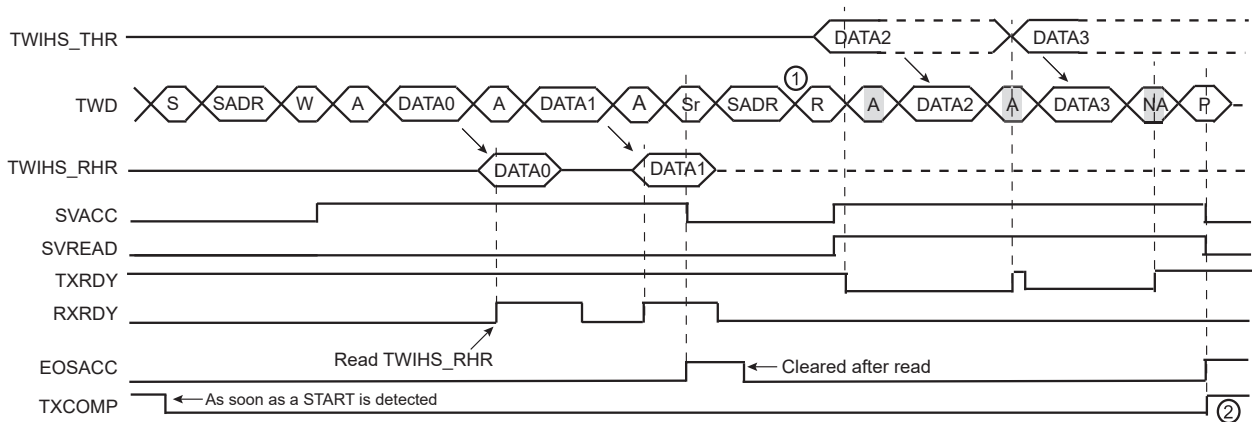 TWIHS_THR DATA2 DATA3
TWD S SADR W A DATA0 A DATA1 A Sr SADR 1 R A DATA2 A DATA3 NA P
TWIHS_RHR DATA0 DATA1
SVACC
SVREAD
TXRDY
RXRDY
Read TWIHS_RHR
EOSACC Cleared after read
TXCOMP As soon as a START is detected 2